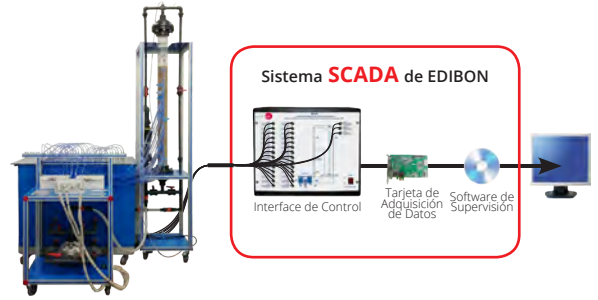 Sistema SCADA de EDIBON
Interface de Control
Tarjeta de
Adquisición
de Datos
Software de
Supervisión